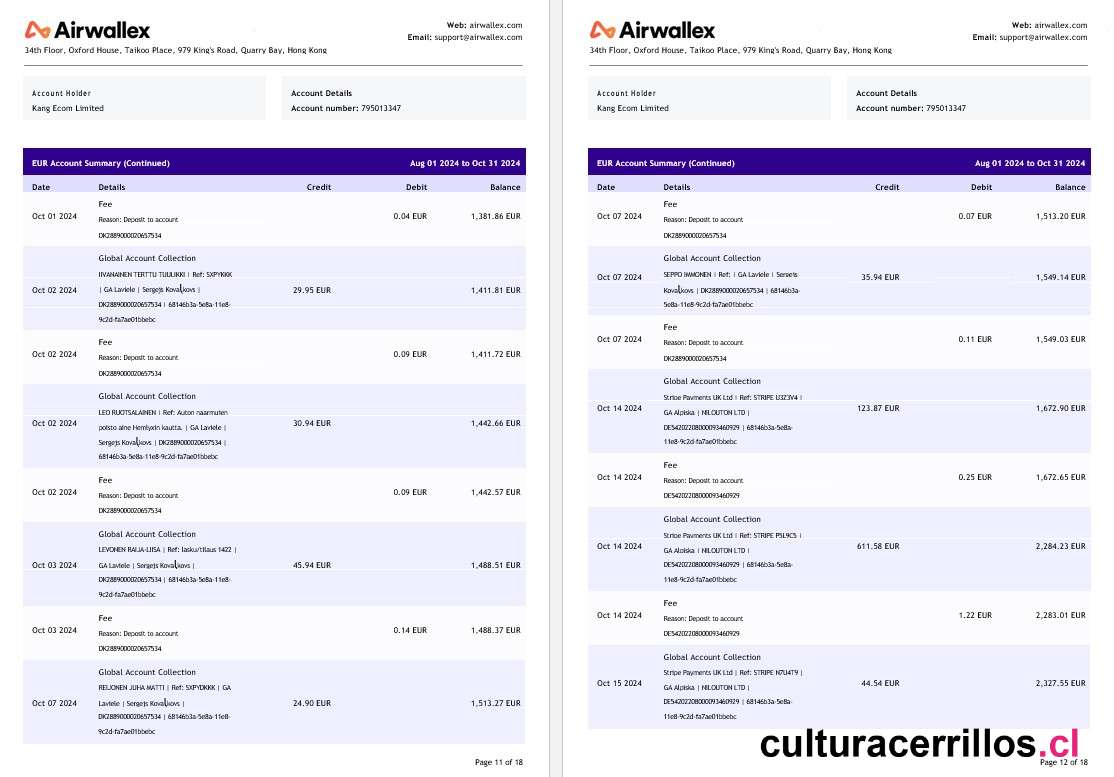 Airwallex
Web: airwallex.com
Email: support@airwallex.com
34th Floor, Oxford House, Taikoo Place, 979 King's Road, Quarry Bay, Hong Kong
Account Holder
Kang Ecom Limited
Account Details
Account number: 795013347
EUR Account Summary (Continued) Aug 01 2024 to Oct 31 2024
Date Details Credit Debit Balance
Fee
Oct 01 2024 Reason: Deposit to account 0.04 EUR 1,381.86 EUR
DK2889000020657534
Global Account Collection
IIVANAINEN TERTTU TUULIKKI | Ref: SXPYKKK
Oct 02 2024 | GA Laviele | Sergejs Kovaļkovs | 29.95 EUR 1,411.81 EUR
DK2889000020657534 | 68146b3a-5e8a-11e8-
9c2d-fa7ae01bbebc
Fee
Oct 02 2024 Reason: Deposit to account 0.09 EUR 1,411.72 EUR
DK2889000020657534
Global Account Collection
LEO RUOTSALAINEN | Ref: Auton naarmuten
Oct 02 2024 poisto aine Hemlyxin kautta. | GA Laviele | 30.94 EUR 1,442.66 EUR
Sergejs Kovaļkovs | DK2889000020657534 |
68146b3a-5e8a-11e8-9c2d-fa7ae01bbebc
Fee
Oct 02 2024 Reason: Deposit to account 0.09 EUR 1,442.57 EUR
DK2889000020657534
Global Account Collection
LEVONEN RAIJA-LIISA | Ref: lasku/tilaus 1422 |
Oct 03 2024 GA Laviele | Sergejs Kovaļkovs | 45.94 EUR 1,488.51 EUR
DK2889000020657534 | 68146b3a-5e8a-11e8-
9c2d-fa7ae01bbebc
Fee
Oct 03 2024 Reason: Deposit to account 0.14 EUR 1,488.37 EUR
DK2889000020657534
Global Account Collection
REIJONEN JUHA MATTI | Ref: SXPYDKKK | GA
Oct 07 2024 Laviele | Sergejs Kovaļkovs | 24.90 EUR 1,513.27 EUR
DK2889000020657534 | 68146b3a-5e8a-11e8-
9c2d-fa7ae01bbebc
Page 11 of 18
Airwallex
Web: airwallex.com
Email: support@airwallex.com
34th Floor, Oxford House, Taikoo Place, 979 King's Road, Quarry Bay, Hong Kong
Account Holder
Kang Ecom Limited
Account Details
Account number: 795013347
EUR Account Summary (Continued) Aug 01 2024 to Oct 31 2024
Date Details Credit Debit Balance
Fee
Oct 07 2024 Reason: Deposit to account 0.07 EUR 1,513.20 EUR
DK2889000020657534
Global Account Collection
SEPPO IMMONEN | Ref: | GA Laviele | Sergejs
Oct 07 2024 35.94 EUR 1,549.14 EUR
Kovaļkovs | DK2889000020657534 | 68146b3a-
5e8a-11e8-9c2d-fa7ae01bbebc
Fee
Oct 07 2024 Reason: Deposit to account 0.11 EUR 1,549.03 EUR
DK2889000020657534
Global Account Collection
Stripe Payments UK Ltd | Ref: STRIPE U3Z3Y4 |
Oct 14 2024 GA Alpiska | NILOUTON LTD | 123.87 EUR 1,672.90 EUR
DE54202208000093460929 | 68146b3a-5e8a-
11e8-9c2d-fa7ae01bbebc
Fee
Oct 14 2024 Reason: Deposit to account 0.25 EUR 1,672.65 EUR
DE54202208000093460929
Global Account Collection
Stripe Payments UK Ltd | Ref: STRIPE P5L9C5 |
Oct 14 2024 GA Alpiska | NILOUTON LTD | 611.58 EUR 2,284.23 EUR
DE54202208000093460929 | 68146b3a-5e8a-
11e8-9c2d-fa7ae01bbebc
Fee
Oct 14 2024 Reason: Deposit to account 1.22 EUR 2,283.01 EUR
DE54202208000093460929
Global Account Collection
Stripe Payments UK Ltd | Ref: STRIPE N7U4T9 |
Oct 15 2024 GA Alpiska | NILOUTON LTD | 44.54 EUR 2,327.55 EUR
DE54202208000093460929 | 68146b3a-5e8a-
11e8-9c2d-fa7ae01bbebc
culturacerrillos.cl
Page 12 of 18